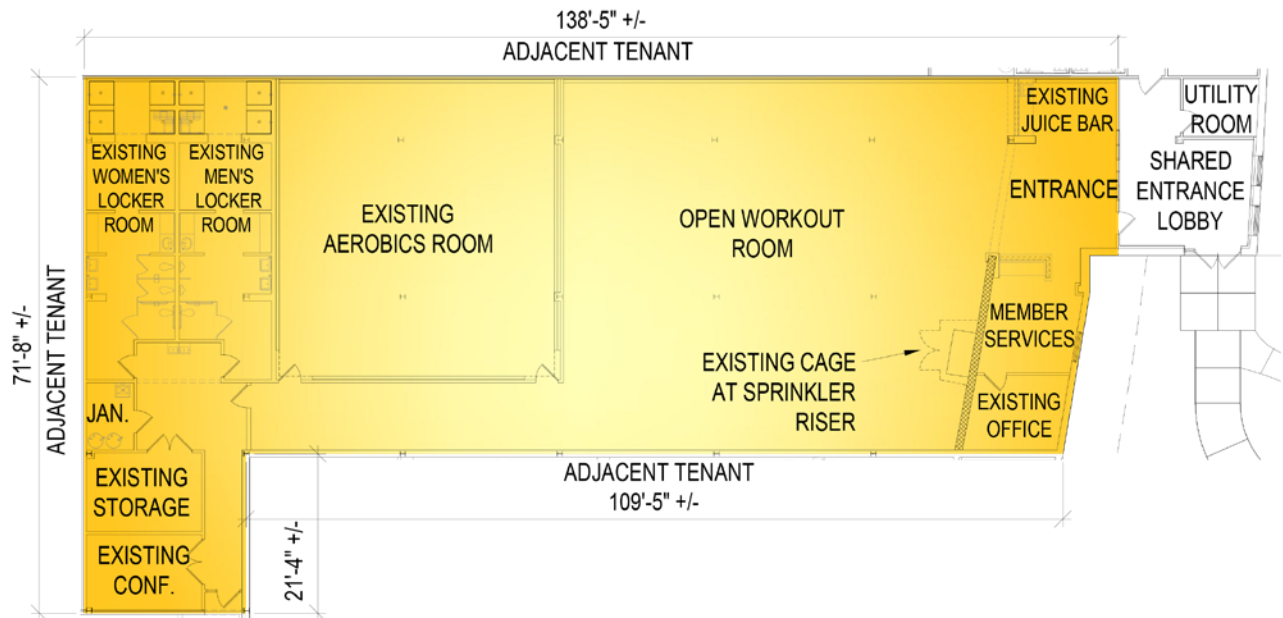 138'-5" +/-
ADJACENT TENANT
EXISTING
JUICE BAR
UTILITY
ROOM
EXISTING
WOMEN'S
LOCKER
ROOM
EXISTING
MEN'S
LOCKER
ROOM
SHARED
ENTRANCE
LOBBY
ENTRANCE
EXISTING
AEROBICS ROOM
OPEN WORKOUT
ROOM
71'-8" +/-
ADJACENT TENANT
MEMBER
SERVICES
EXISTING CAGE
AT SPRINKLER
RISER
EXISTING
OFFICE
JAN.
EXISTING
STORAGE
ADJACENT TENANT
109'-5" +/-
EXISTING
CONF.
21'-4" +/-